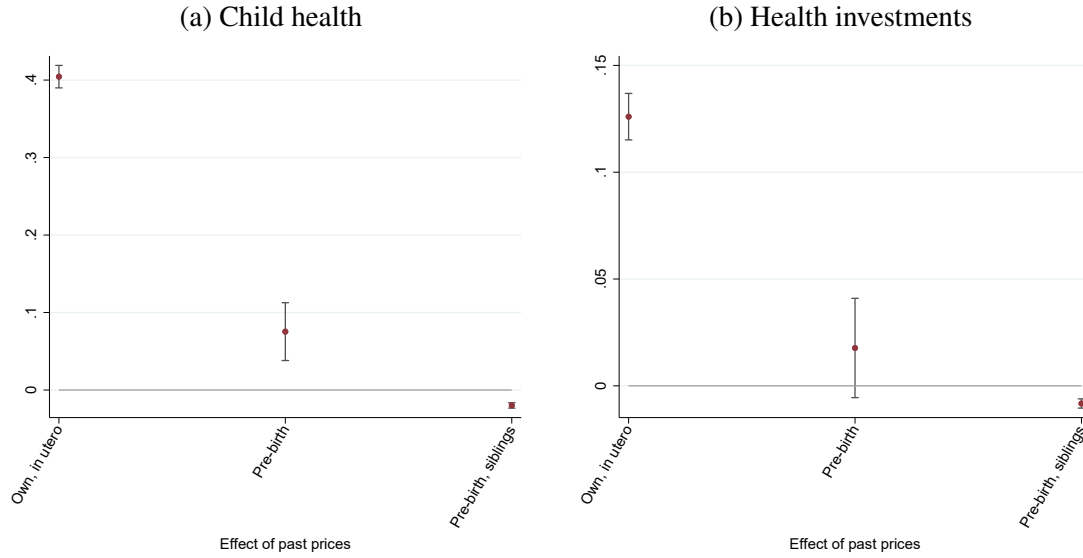 (a) Child health
.4
.3
.2
.1
0
Own, in utero
Pre-birth
Pre-birth, siblings
Effect of past prices
(b) Health investments
.15
.1
.05
0
Own, in utero
Pre-birth
Pre-birth, siblings
Effect of past prices